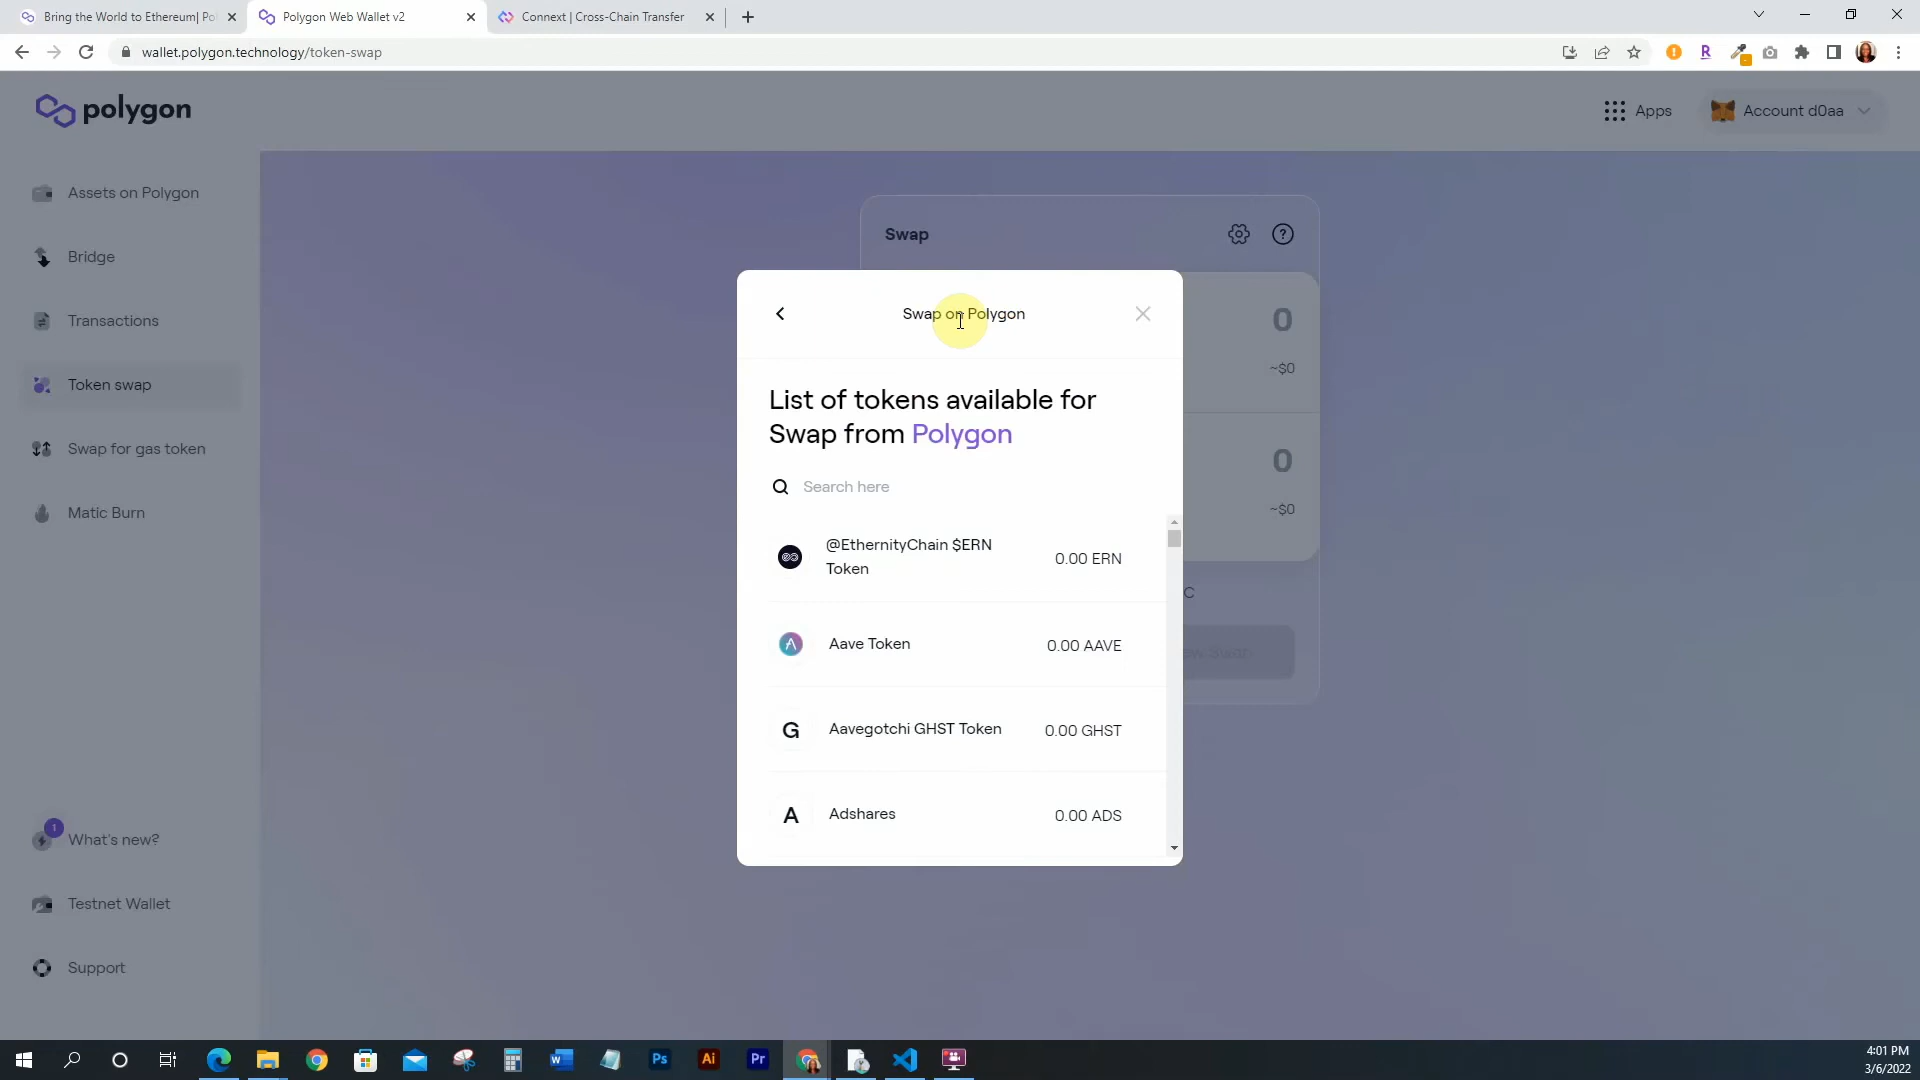 Bring the World to Ethereum| Po
Polygon Web Wallet v2
Connext | Cross-Chain Transfer
wallet.polygon.technology/token-swap
R
polygon
Apps
Account d0aa
Assets on Polygon
Bridge
Transactions
Token swap
Swap for gas token
Matic Burn
1
What's new?
Testnet Wallet
Support
Swap
?
0
~$0
0
~$0
C
Swap on Polygon
List of tokens available for
Swap from Polygon
Search here
@EthernityChain $ERN
Token
0.00 ERN
Aave Token
0.00 AAVE
G
Aavegotchi GHST Token
0.00 GHST
A
Adshares
0.00 ADS
Ps
Ai
Pr
4:01 PM
3/6/2022